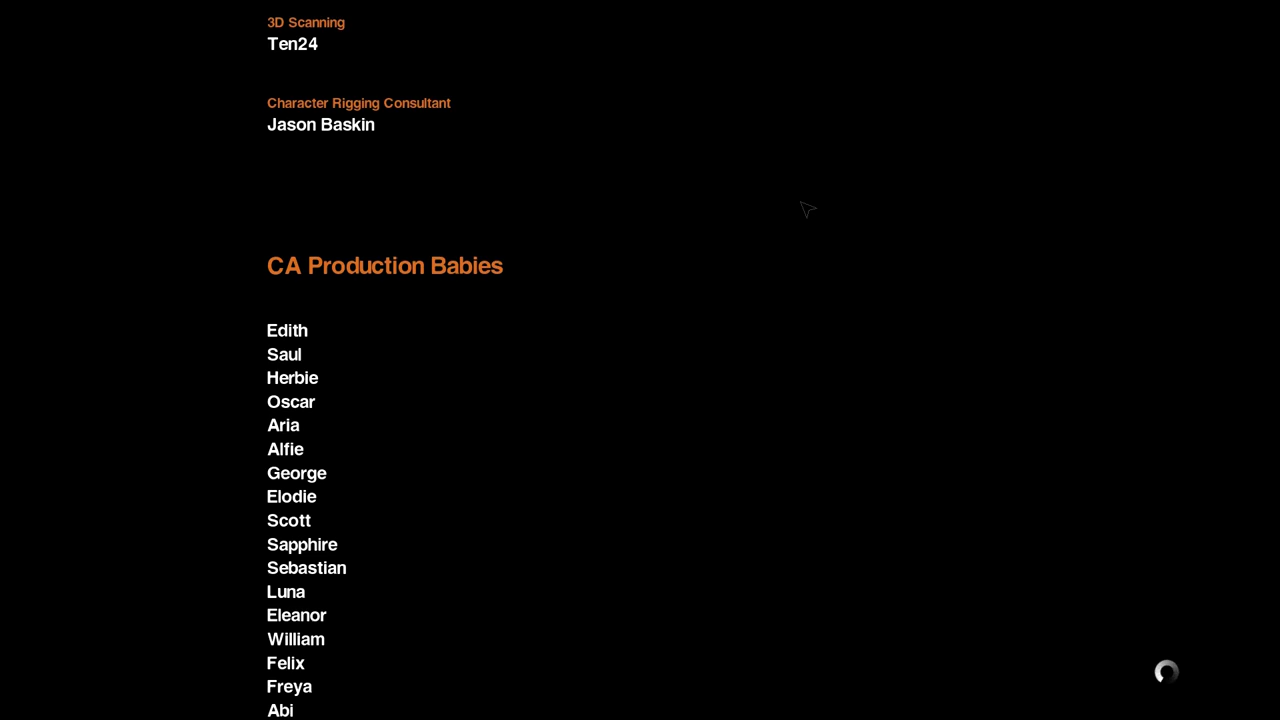 3D Scanning
Ten24
Character Rigging Consultant
Jason Baskin
CA Production Babies
Edith
Saul
Herbie
Oscar
Aria
Alfie
George
Elodie
Scott
Sapphire
Sebastian
Luna
Eleanor
William
Felix
Freya
Abi